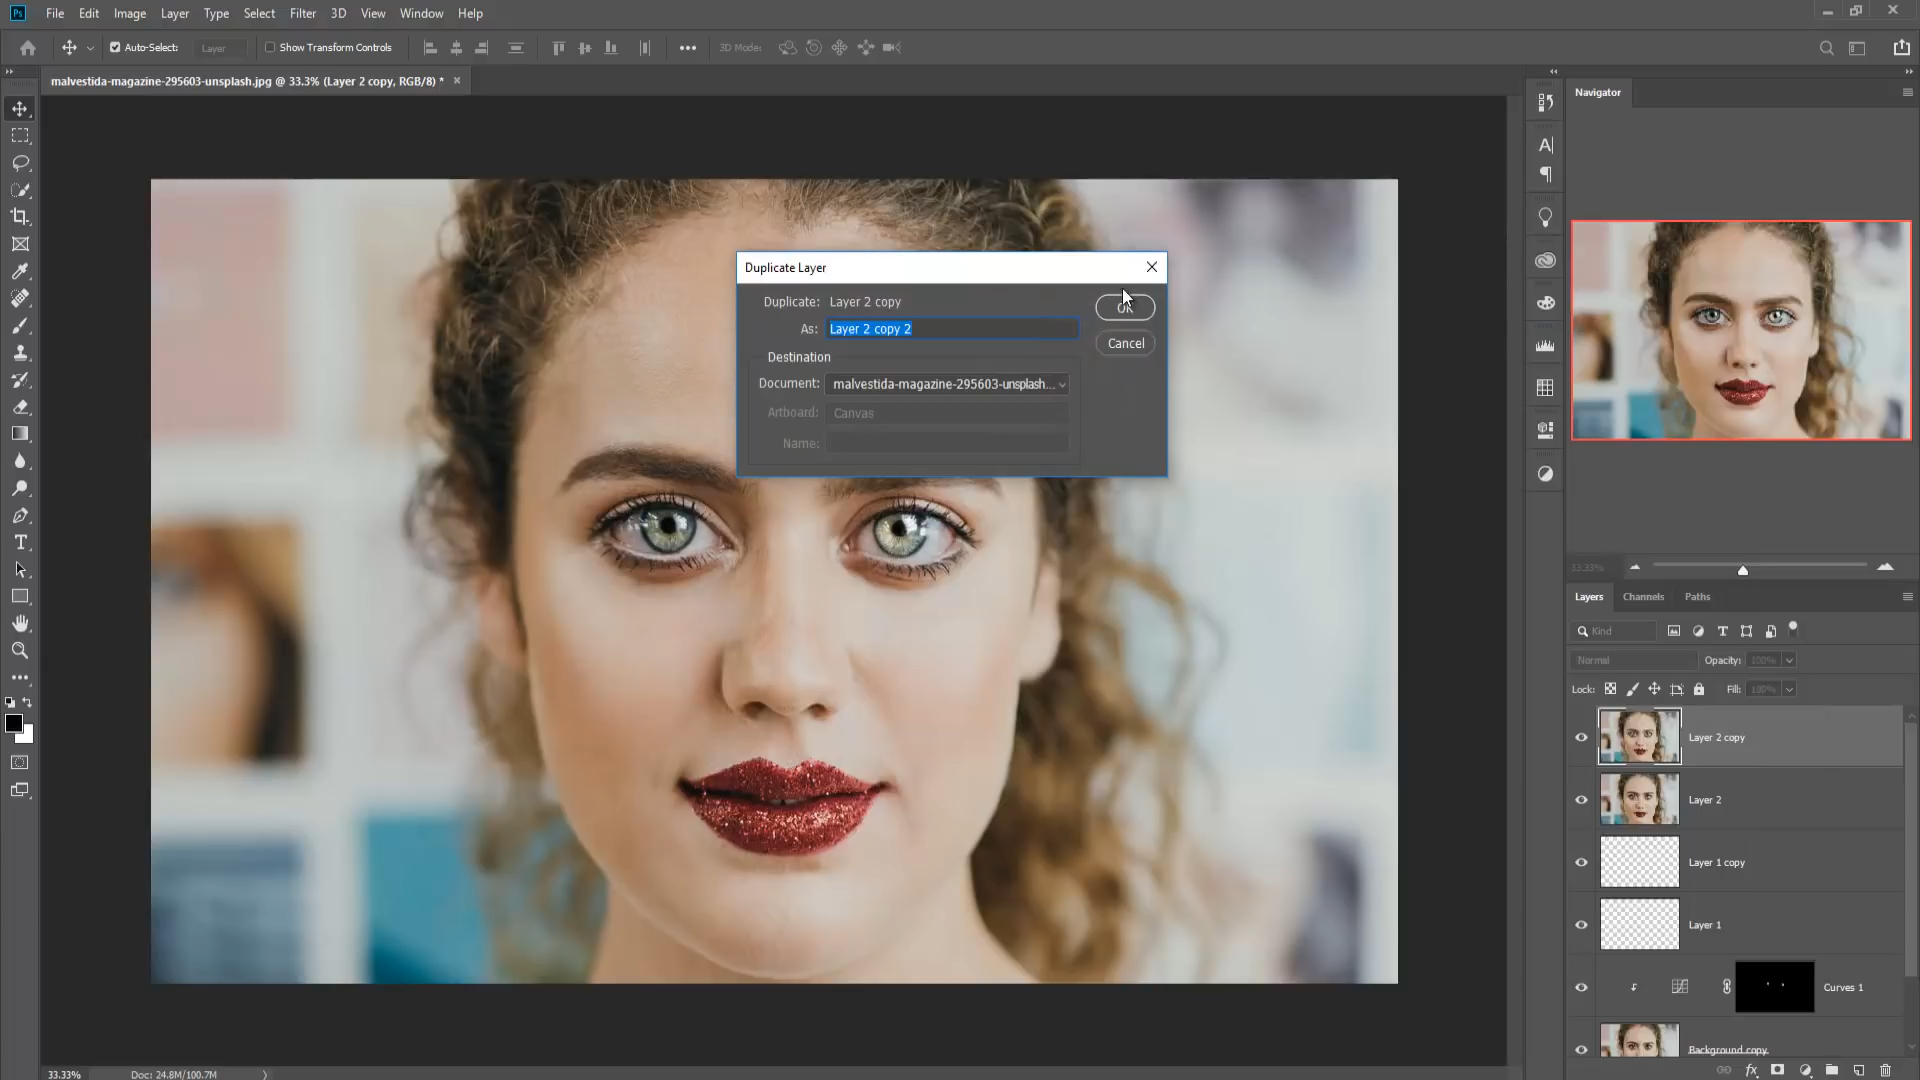 Ps File Edit Image Layer Type Select Filter 3D View Window Help
Auto-Select: Layer Show Transform Controls 3D Mode:
malvestida-magazine-295603-unsplash.jpg @ 33.3% (Layer 2 copy, RGB/8) *
Navigator
Duplicate Layer
Duplicate: Layer 2 copy
OK
As: Layer 2 copy 2
Cancel
Destination
Document: malvestida-magazine-295603-unsplash...
Artboard: Canvas
Name:
33.33%
Layers Channels Paths
Kind
Normal Opacity: 100%
Lock: Fill: 100%
Layer 2 copy
Layer 2
Layer 1 copy
Layer 1
Curves 1
Background copy
33.33% Doc: 24.8M/100.7M